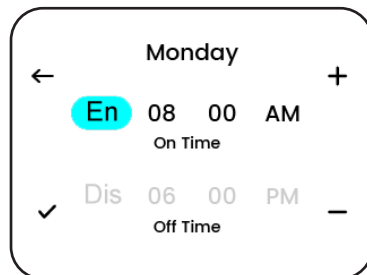 Monday
← +
En 08 00 AM
On Time
Dis 06 00 PM
✓ −
Off Time